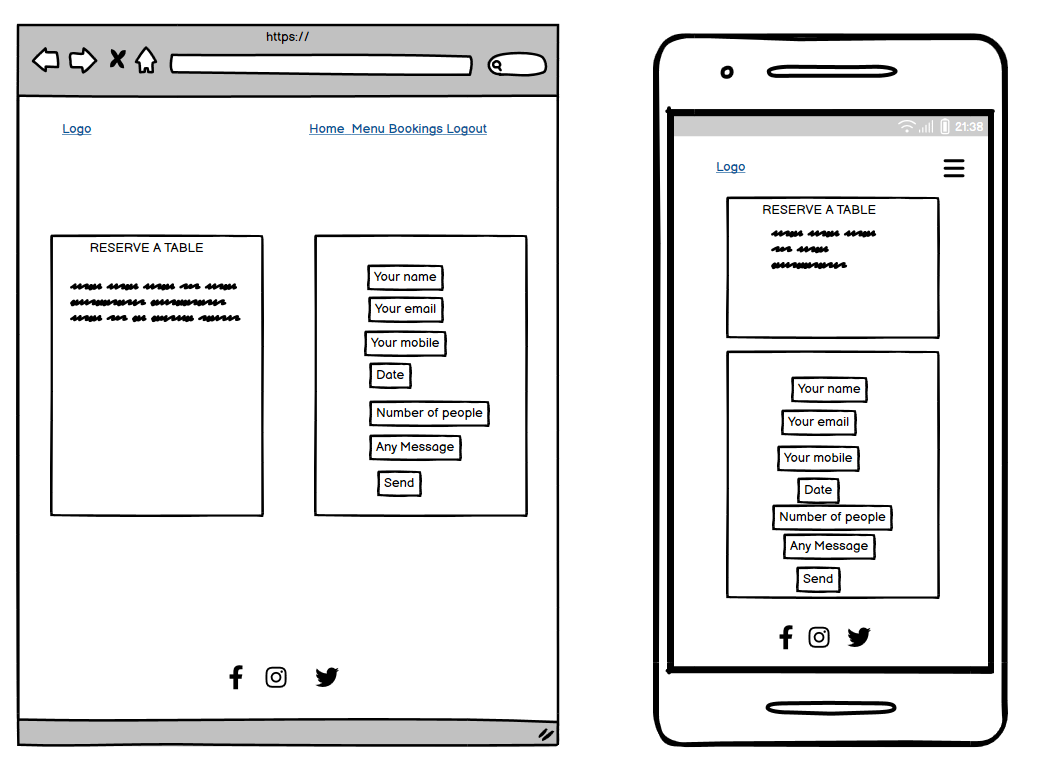 https://
Logo
Home Menu Bookings Logout
RESERVE A TABLE
Your name
Your email
Your mobile
Date
Number of people
Any Message
Send
21:38
Logo
RESERVE A TABLE
Your name
Your email
Your mobile
Date
Number of people
Any Message
Send